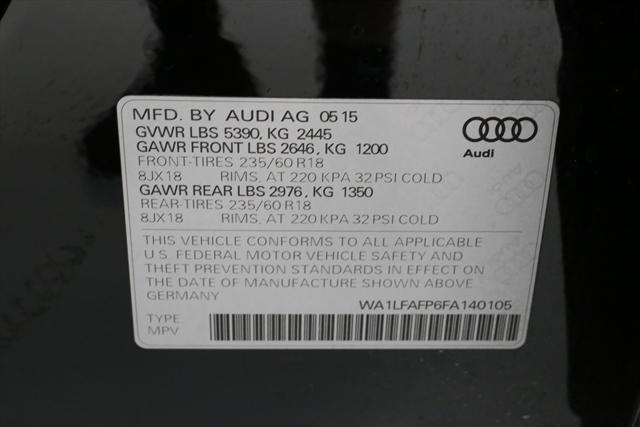 MFD. BY AUDI AG 05 15
GVWR LBS 5390, KG 2445
GAWR FRONT LBS 2646, KG 1200
FRONT-TIRES 235/60 R18
8JX18 RIMS, AT 220 KPA 32 PSI COLD
GAWR REAR LBS 2976, KG 1350
REAR-TIRES 235/60 R18
8JX18 RIMS, AT 220 KPA 32 PSI COLD
Audi
THIS VEHICLE CONFORMS TO ALL APPLICABLE
U.S. FEDERAL MOTOR VEHICLE SAFETY AND
THEFT PREVENTION STANDARDS IN EFFECT ON
THE DATE OF MANUFACTURE SHOWN ABOVE
GERMANY
WA1LFAFP6FA140105
TYPE
MPV